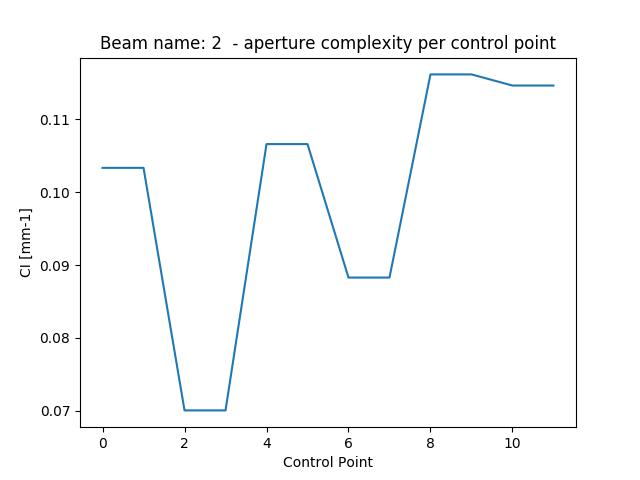 Beam name: 2  - aperture complexity per control point
0.11
0.10
0.09
0.08
0.07
CI [mm-1]
0 2 4 6 8 10
Control Point